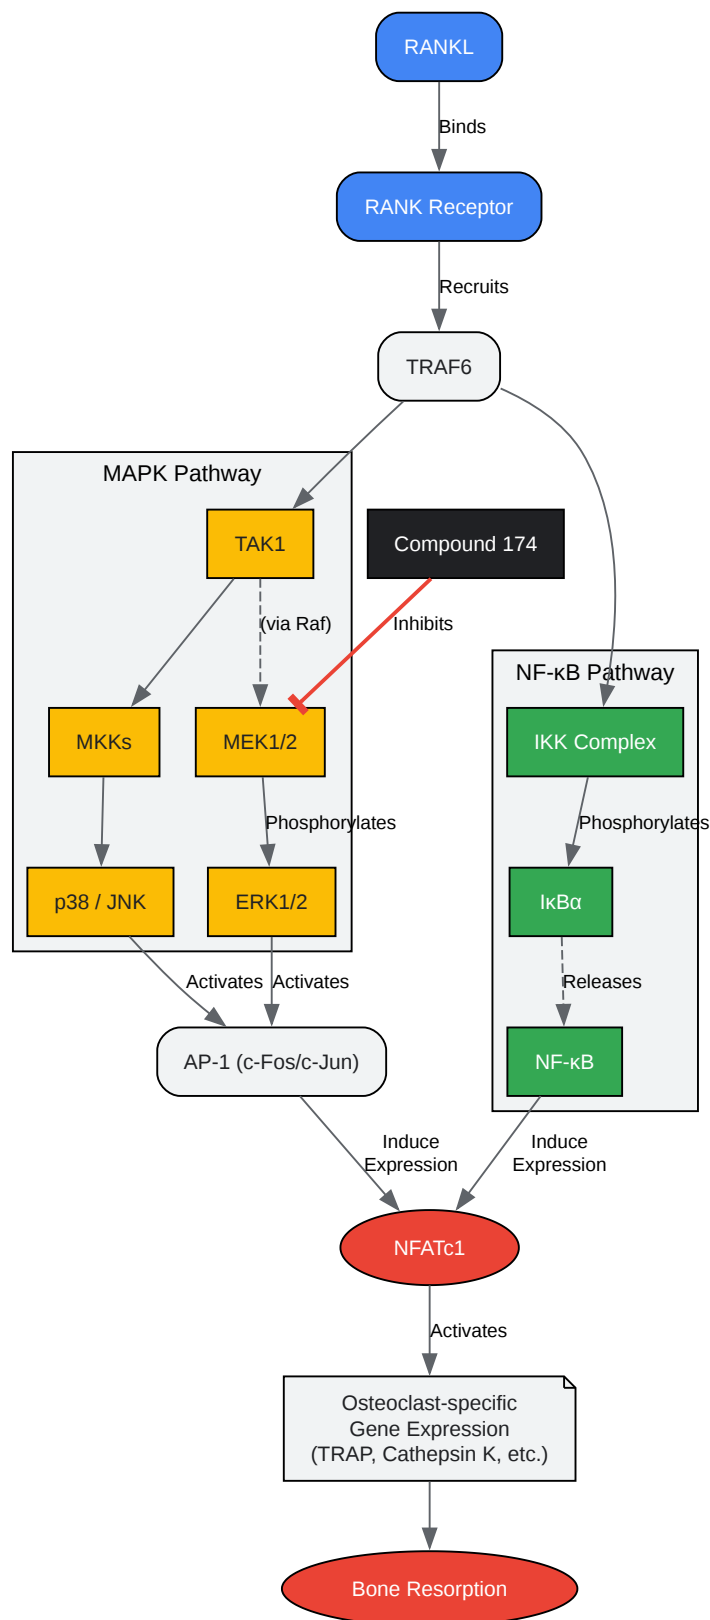 RANKL
Binds
RANK Receptor
Recruits
TRAF6
MAPK Pathway
TAK1
Compound 174
(via Raf)
Inhibits
NF-κB Pathway
MKKs
MEK1/2
IKK Complex
Phosphorylates
Phosphorylates
p38 / JNK
ERK1/2
IκBα
Activates
Activates
Releases
AP-1 (c-Fos/c-Jun)
NF-κB
Induce
Expression
Induce
Expression
NFATc1
Activates
Osteoclast-specific
Gene Expression
(TRAP, Cathepsin K, etc.)
Bone Resorption